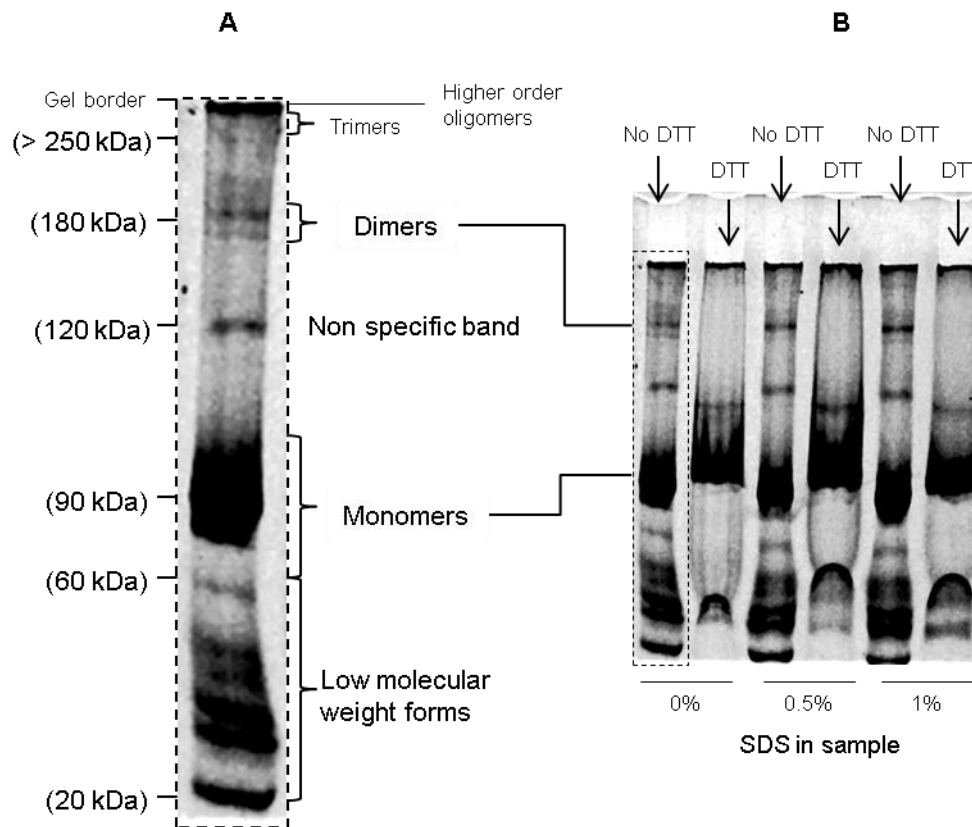 A
B
Gel border
Higher order
oligomers
Trimers
(> 250 kDa)
No DTT
No DTT
No DTT
DTT
DTT
DT
(180 kDa)
Dimers
(120 kDa)
Non specific band
(90 kDa)
Monomers
(60 kDa)
Low molecular
weight forms
(20 kDa)
0%
0.5%
1%
SDS in sample